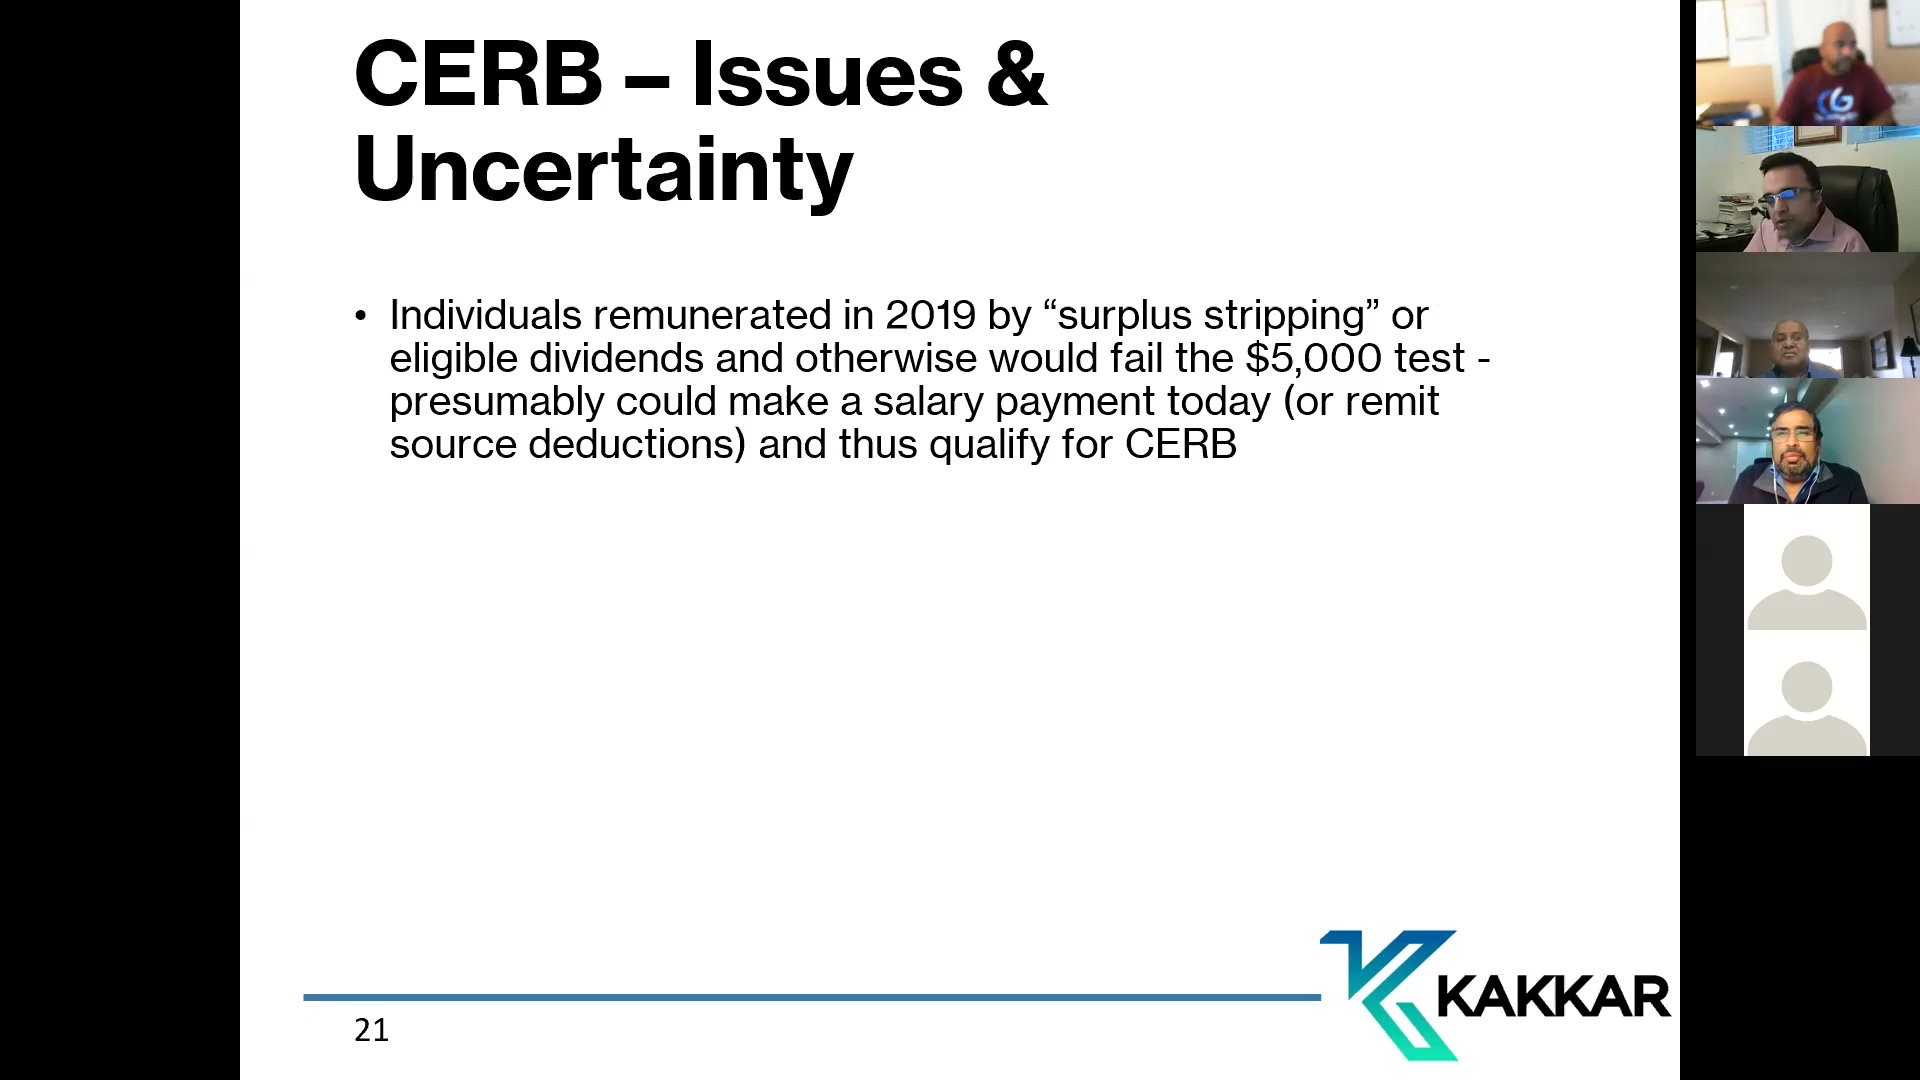 CERB – Issues &
Uncertainty
• Individuals remunerated in 2019 by “surplus stripping” or
eligible dividends and otherwise would fail the $5,000 test -
presumably could make a salary payment today (or remit
source deductions) and thus qualify for CERB
21
KAKKAR